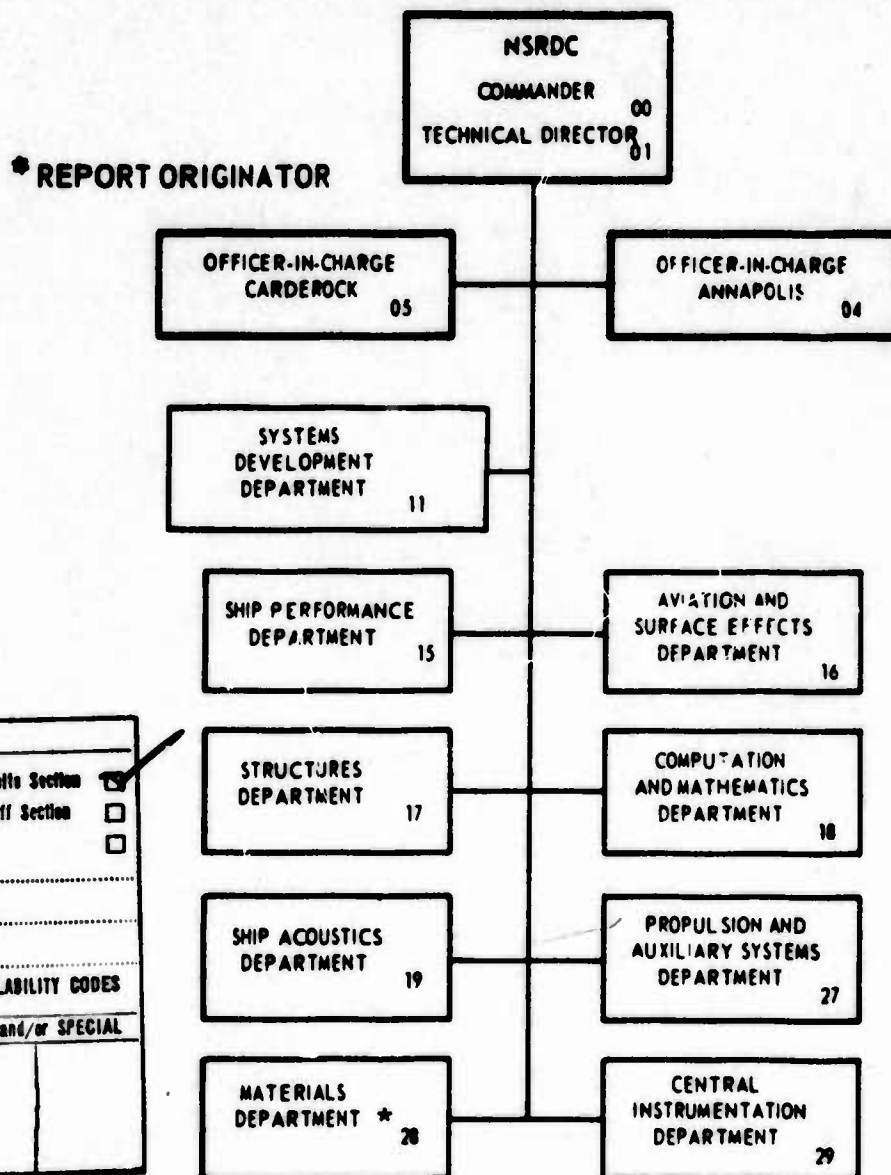 NSRDC
COMMANDER 00
TECHNICAL DIRECTOR 01
* REPORT ORIGINATOR
OFFICER-IN-CHARGE
CARDEROCK
05
OFFICER-IN-CHARGE
ANNAPOLIS
04
SYSTEMS
DEVELOPMENT
DEPARTMENT
11
SHIP PERFORMANCE
DEPARTMENT
15
AVIATION AND
SURFACE EFFECTS
DEPARTMENT
16
STRUCTURES
DEPARTMENT
17
COMPUTATION
AND MATHEMATICS
DEPARTMENT
18
SHIP ACOUSTICS
DEPARTMENT
19
PROPULSION AND
AUXILIARY SYSTEMS
DEPARTMENT
27
MATERIALS
DEPARTMENT *
28
CENTRAL
INSTRUMENTATION
DEPARTMENT
29
Section
ff Section
LABILITY CODES
and/or SPECIAL